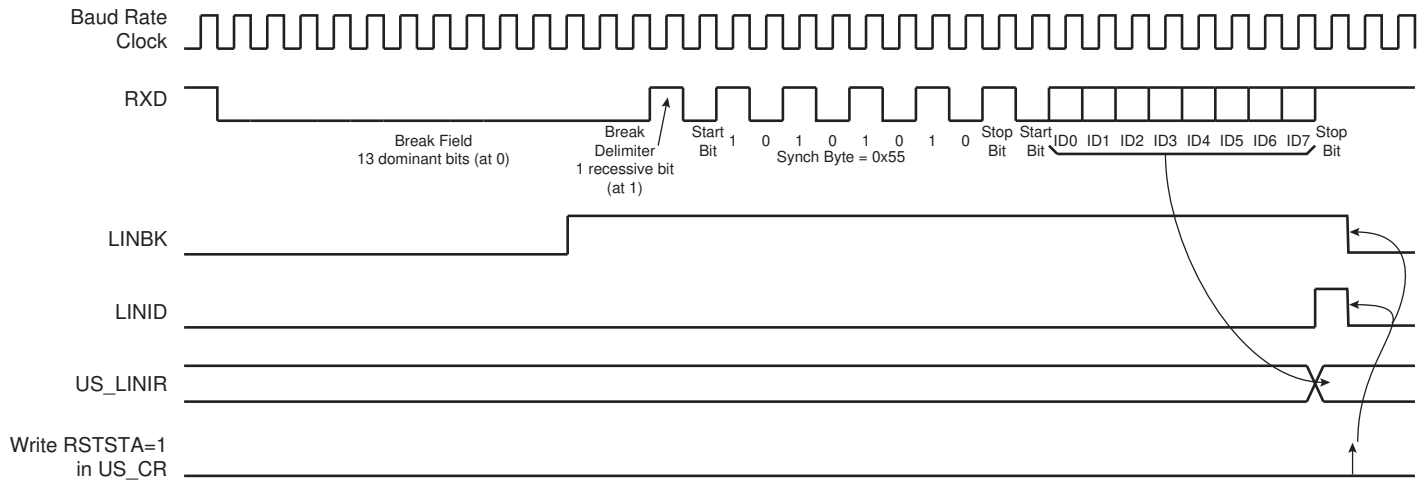 Baud Rate
Clock
RXD
Break Field
13 dominant bits (at 0)
Break
Delimiter
1 recessive bit
(at 1)
Start
Bit
1 0 1 0 1 0 1 0
Synch Byte = 0x55
Stop
Bit
Start
Bit
ID0 ID1 ID2 ID3 ID4 ID5 ID6 ID7
Stop
Bit
LINBK
LINID
US_LINIR
Write RSTSTA=1
in US_CR